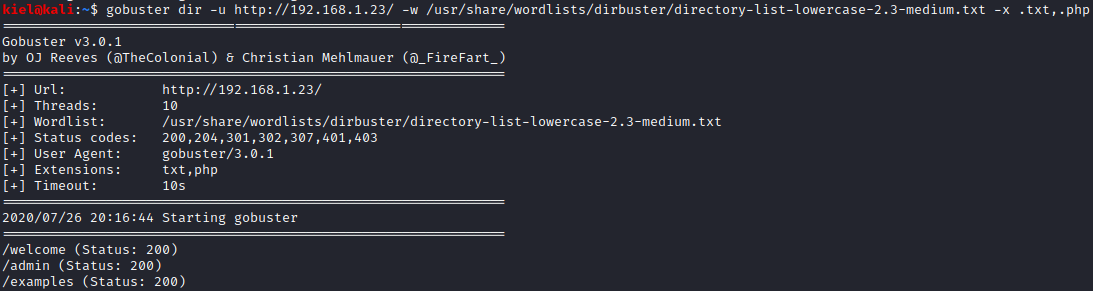 kiel@kali:~$ gobuster dir -u http://192.168.1.23/ -w /usr/share/wordlists/dirbuster/directory-list-lowercase-2.3-medium.txt -x .txt,.php
===============================================================
Gobuster v3.0.1
by OJ Reeves (@TheColonial) & Christian Mehlmauer (@_FireFart_)
===============================================================
[+] Url:            http://192.168.1.23/
[+] Threads:        10
[+] Wordlist:       /usr/share/wordlists/dirbuster/directory-list-lowercase-2.3-medium.txt
[+] Status codes:   200,204,301,302,307,401,403
[+] User Agent:     gobuster/3.0.1
[+] Extensions:     txt,php
[+] Timeout:        10s
===============================================================
2020/07/26 20:16:44 Starting gobuster
===============================================================
/welcome (Status: 200)
/admin (Status: 200)
/examples (Status: 200)